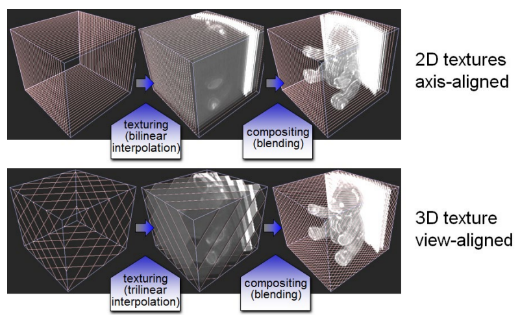 2D textures
axis-aligned
texturing
(bilinear
interpolation)
compositing
(blending)
3D texture
view-aligned
texturing
(trilinear
interpolation)
compositing
(blending)